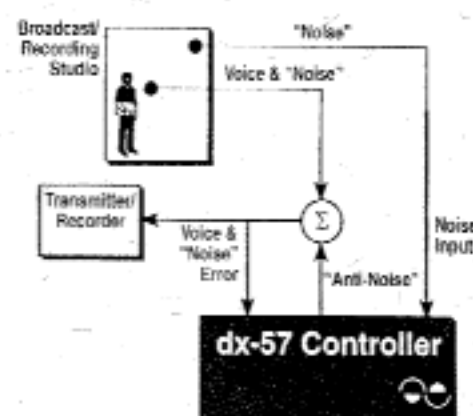 Broadcast/
Recording
Studio
"Noise"
Voice & "Noise"
Transmitter/
Recorder
Σ
Voice &
"Noise"
Error
"Anti-Noise"
Noise
Input
dx-57 Controller